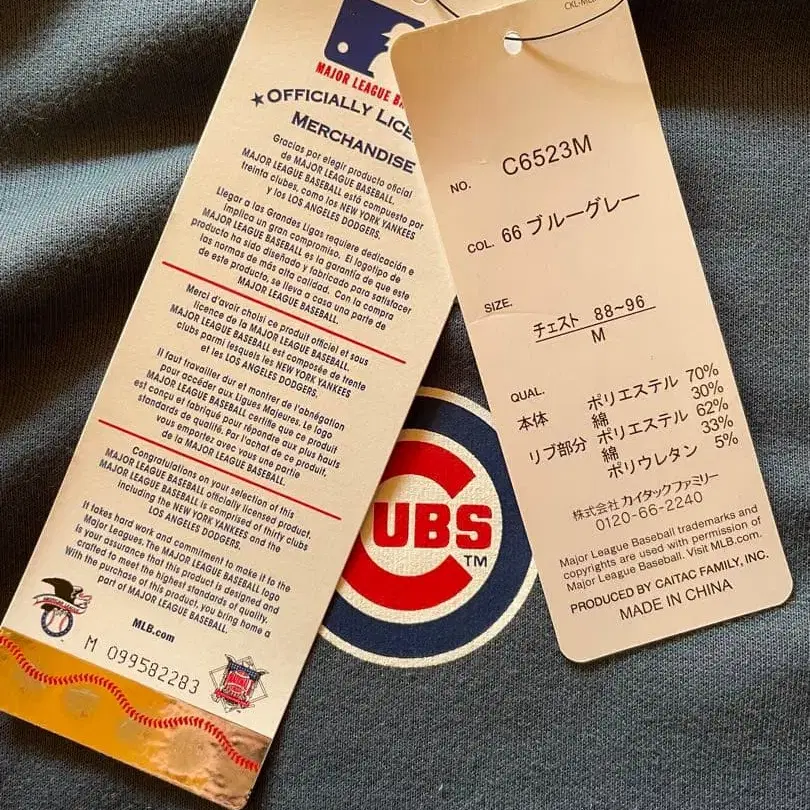 MAJOR LEAGUE
★OFFICIALLY
MERCHANDISE
Gracias por elegir producto oficial
de MAJOR LEAGUE BASEBALL.
MAJOR LEAGUE BASEBALL está compuesto por
treinta clubes, como los NEW YORK YANKEES
y los LOS ANGELES DODGERS.
Llegar a las Grandes Ligas requiere dedicación e
implica un gran compromiso. El logotipo de
MAJOR LEAGUE BASEBALL es la garantía de que este
producto ha sido diseñado y fabricado para satisfacer
las normas de más alta calidad. Con la compra
de este producto, se lleva a casa una parte de
MAJOR LEAGUE BASEBALL.
Merci d'avoir choisi ce produit officiel et sous
licence de la MAJOR LEAGUE BASEBALL.
MAJOR LEAGUE BASEBALL est composée de trente
clubs parmi lesquels les NEW YORK YANKEES
et les LOS ANGELES DODGERS.
Il faut travailler dur et montrer de l'abnégation
pour accéder aux Ligues Majeures. Le logo
MAJOR LEAGUE BASEBALL certifie que ce produit
est conçu et fabriqué pour répondre aux plus hauts
standards de qualité. Par l'achat de ce produit,
vous emportez avec vous une partie
de la MAJOR LEAGUE BASEBALL.
Congratulations on your selection of this
MAJOR LEAGUE BASEBALL officially licensed product.
MAJOR LEAGUE BASEBALL is comprised of thirty clubs
including the NEW YORK YANKEES and the
LOS ANGELES DODGERS.
It takes hard work and commitment to make it to the
Major Leagues. The MAJOR LEAGUE BASEBALL logo
is your assurance that this product is designed and
crafted to meet the highest standards of quality.
With the purchase of this product, you bring home a
part of MAJOR LEAGUE BASEBALL.
MLB.com
M 099582283
CUBS
TM
NO. C6523M
COL. 66 ブルーグレー
SIZE.
チェスト 88~96
M
QUAL.
本体 ポリエステル 70%
綿 30%
リブ部分 ポリエステル 62%
綿 33%
ポリウレタン 5%
株式会社 カイタックファミリー
0120-66-2240
Major League Baseball trademarks and
copyrights are used with permission of
Major League Baseball. Visit MLB.com.
PRODUCED BY CAITAC FAMILY, INC.
MADE IN CHINA